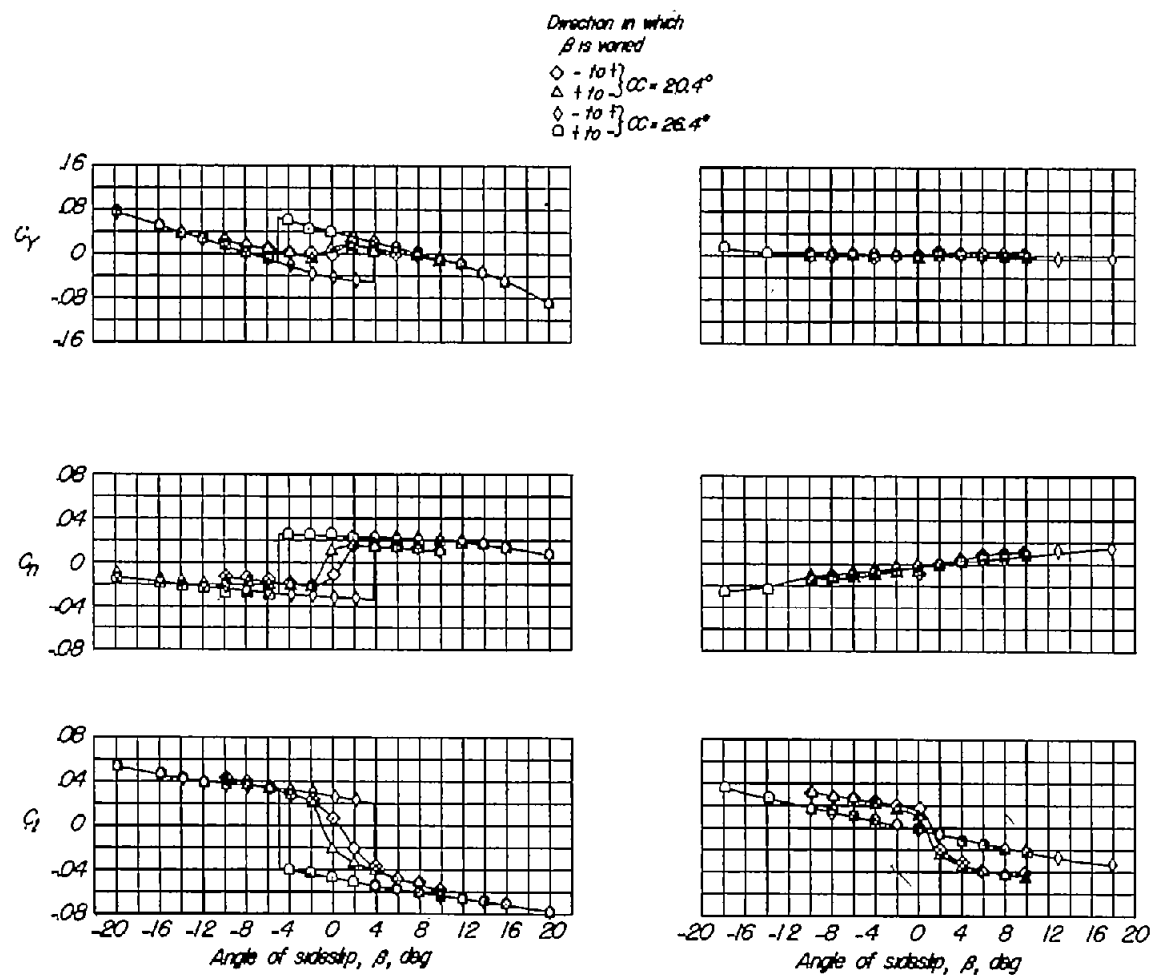 Direction in which
β is varied
- to +
+ to - } α = 20.4°
- to +
+ to - } α = 26.4°
.16
.08
0
-.08
-.16
C_Y
.08
.04
0
-.04
-.08
C_n
.08
.04
0
-.04
-.08
C_l
-20 -16 -12 -8 -4 0 4 8 12 16 20
Angle of sideslip, β, deg
-20 -16 -12 -8 -4 0 4 8 12 16 20
Angle of sideslip, β, deg